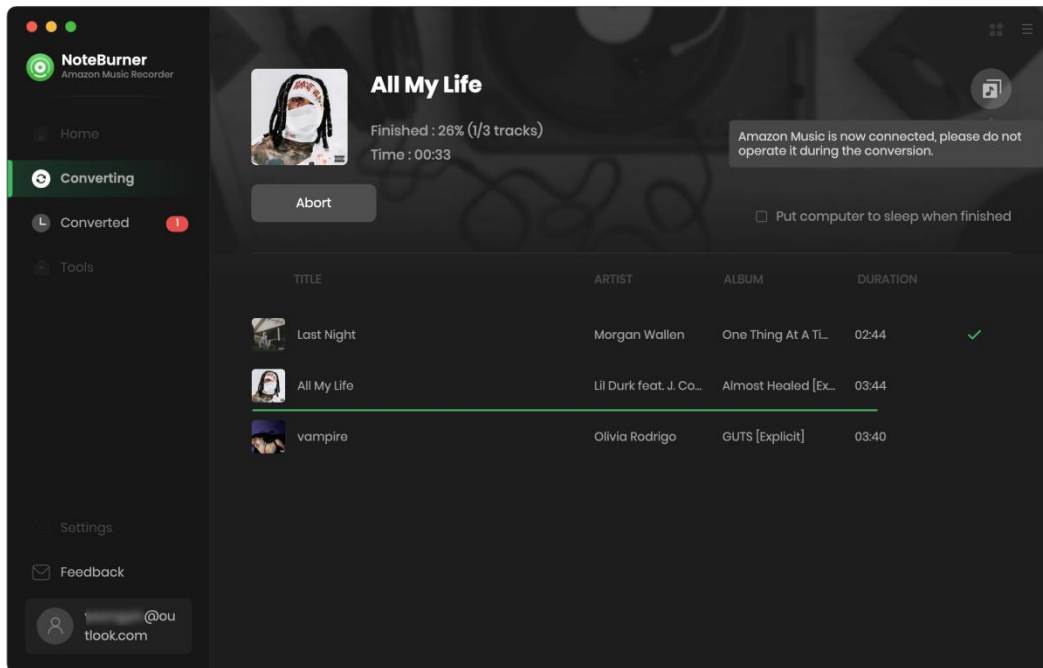 NoteBurner
Amazon Music Recorder
Home
Converting
Converted 1
Tools
Settings
Feedback
@ou
tlook.com
All My Life
Finished : 26% (1/3 tracks)
Time : 00:33
Abort
Amazon Music is now connected, please do not
operate it during the conversion.
Put computer to sleep when finished
TITLE ARTIST ALBUM DURATION
Last Night Morgan Wallen One Thing At A Ti... 02:44
All My Life Lil Durk feat. J. Co... Almost Healed [Ex... 03:44
vampire Olivia Rodrigo GUTS [Explicit] 03:40